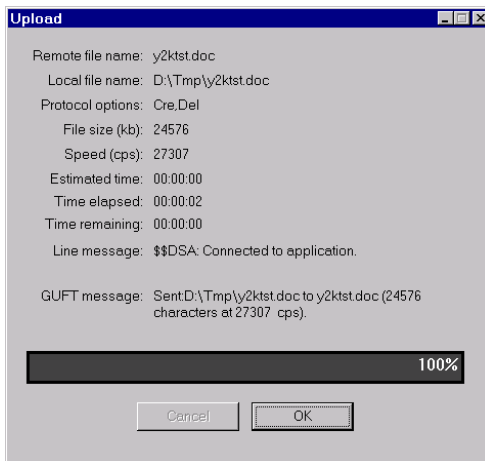 Upload
Remote file name: y2ktst.doc
Local file name: D:\Tmp\y2ktst.doc
Protocol options: Cre,Del
File size (kb): 24576
Speed (cps): 27307
Estimated time: 00:00:00
Time elapsed: 00:00:02
Time remaining: 00:00:00
Line message: $$DSA: Connected to application.
GUFT message: Sent:D:\Tmp\y2ktst.doc to y2ktst.doc (24576
characters at 27307 cps).
100%
Cancel OK